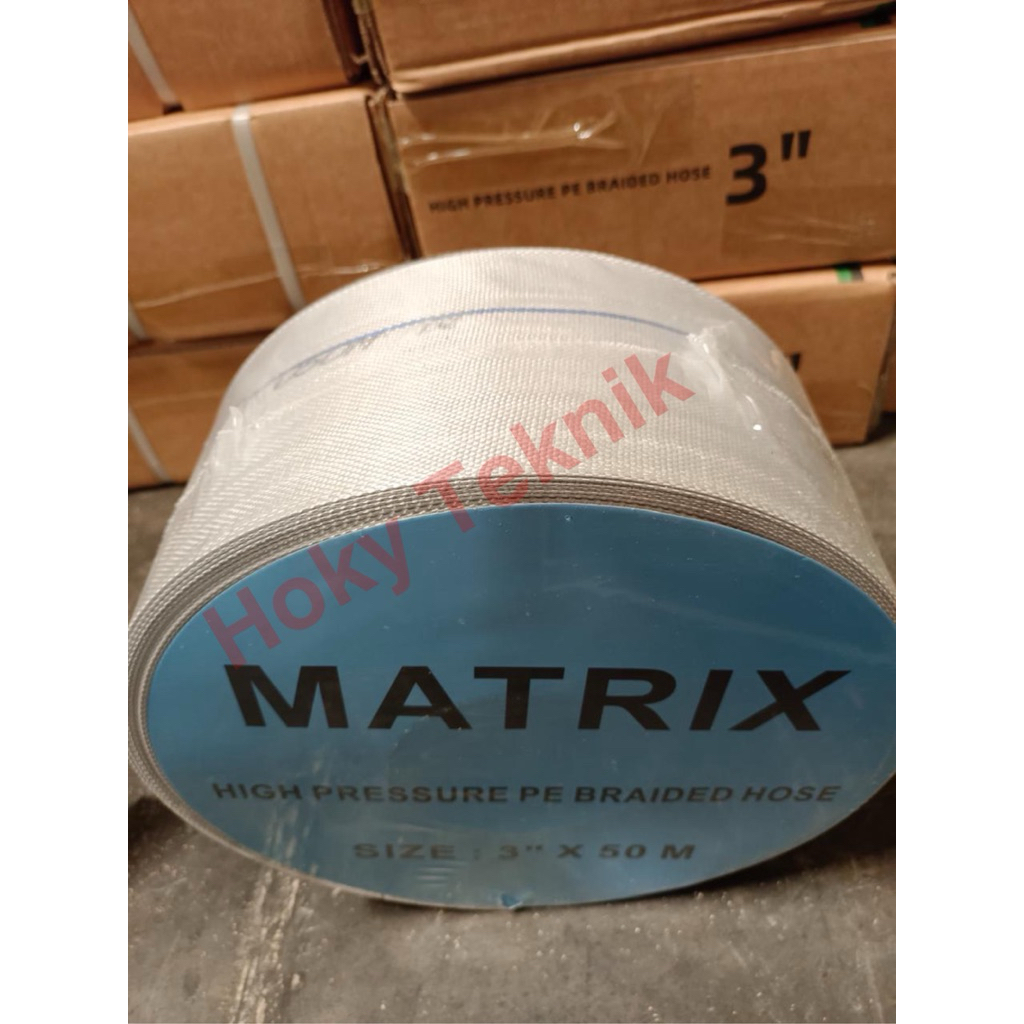 HIGH PRESSURE PE BRAIDED HOSE 3"
Hoky Teknik
MATRIX
HIGH PRESSURE PE BRAIDED HOSE
SIZE : 3" X 50 M